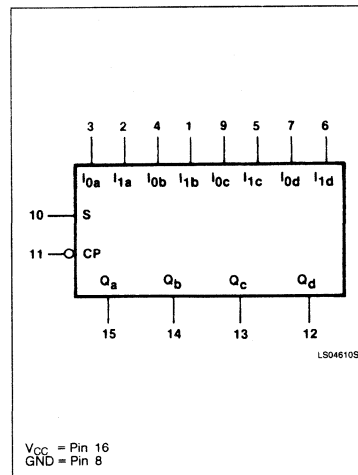 3 2 4 1 9 5 7 6
I0a I1a I0b I1b I0c I1c I0d I1d
10 S
11 CP
Qa Qb Qc Qd
15 14 13 12
LS04610S
VCC = Pin 16
GND = Pin 8